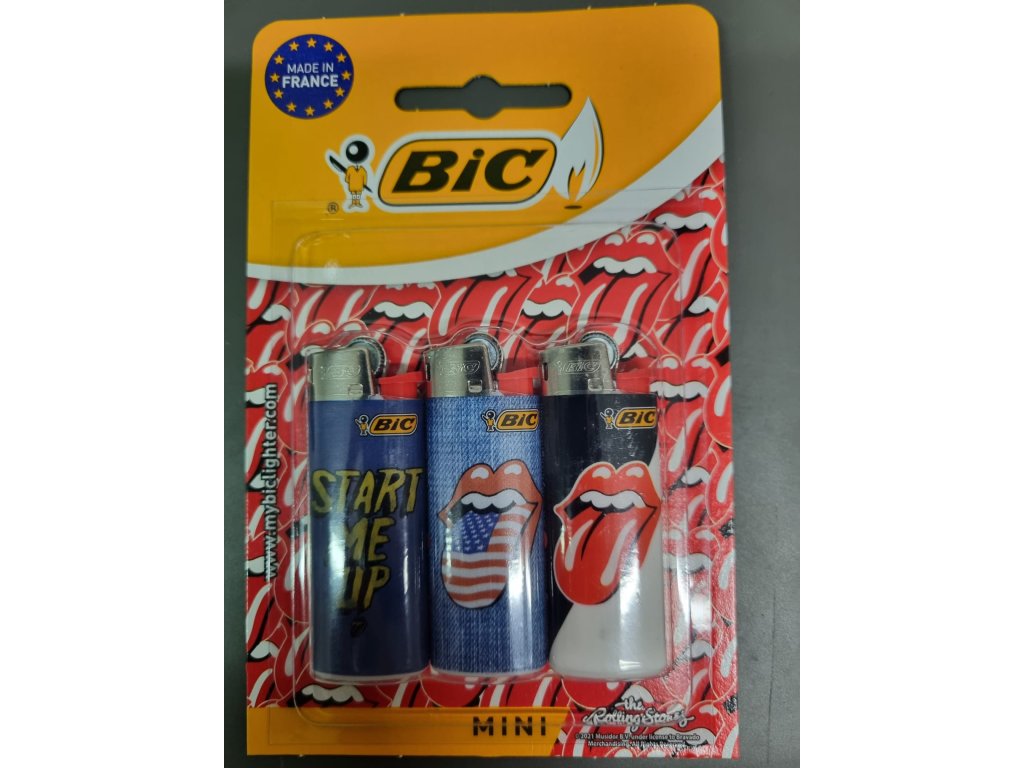 MADE IN
FRANCE
BiC
®
www.mybiclighter.com
BiC
BiC
BiC
START
ME
UP
MINI
the
Rolling Stones
©2021 Musidor B.V. under license to Bravado
Merchandising. All Rights Reserved.